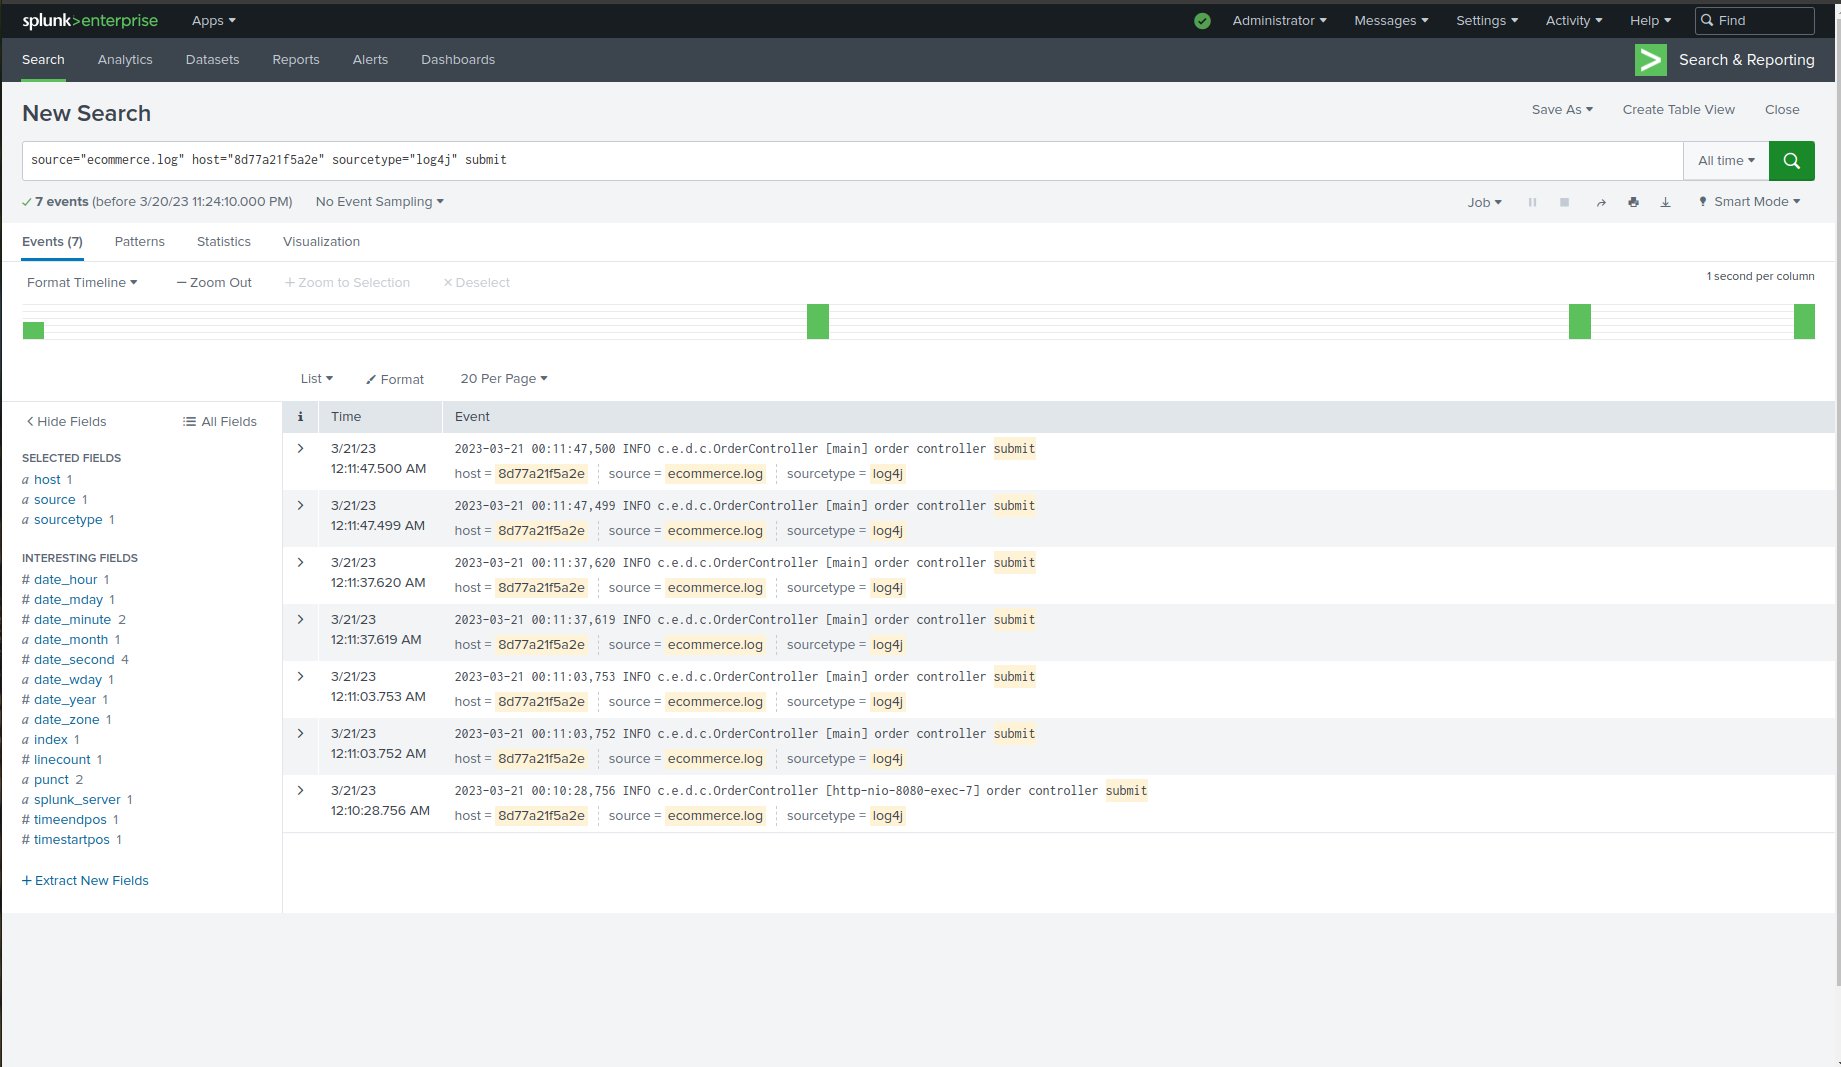 splunk>enterprise Apps Administrator Messages Settings Activity Help Find
Search Analytics Datasets Reports Alerts Dashboards Search & Reporting
New Search Save As Create Table View Close
source="ecommerce.log" host="8d77a21f5a2e" sourcetype="log4j" submit All time
7 events (before 3/20/23 11:24:10.000 PM) No Event Sampling Job Smart Mode
Events (7) Patterns Statistics Visualization
Format Timeline — Zoom Out + Zoom to Selection × Deselect 1 second per column
List Format 20 Per Page
< Hide Fields All Fields
SELECTED FIELDS
a host 1
a source 1
a sourcetype 1
INTERESTING FIELDS
# date_hour 1
# date_mday 1
# date_minute 2
a date_month 1
# date_second 4
a date_wday 1
# date_year 1
a date_zone 1
a index 1
# linecount 1
a punct 2
a splunk_server 1
# timeendpos 1
# timestartpos 1
+ Extract New Fields
i Time Event
3/21/23 2023-03-21 00:11:47,500 INFO c.e.d.c.OrderController [main] order controller submit
12:11:47.500 AM host = 8d77a21f5a2e source = ecommerce.log sourcetype = log4j
3/21/23 2023-03-21 00:11:47,499 INFO c.e.d.c.OrderController [main] order controller submit
12:11:47.499 AM host = 8d77a21f5a2e source = ecommerce.log sourcetype = log4j
3/21/23 2023-03-21 00:11:37,620 INFO c.e.d.c.OrderController [main] order controller submit
12:11:37.620 AM host = 8d77a21f5a2e source = ecommerce.log sourcetype = log4j
3/21/23 2023-03-21 00:11:37,619 INFO c.e.d.c.OrderController [main] order controller submit
12:11:37.619 AM host = 8d77a21f5a2e source = ecommerce.log sourcetype = log4j
3/21/23 2023-03-21 00:11:03,753 INFO c.e.d.c.OrderController [main] order controller submit
12:11:03.753 AM host = 8d77a21f5a2e source = ecommerce.log sourcetype = log4j
3/21/23 2023-03-21 00:11:03,752 INFO c.e.d.c.OrderController [main] order controller submit
12:11:03.752 AM host = 8d77a21f5a2e source = ecommerce.log sourcetype = log4j
3/21/23 2023-03-21 00:10:28,756 INFO c.e.d.c.OrderController [http-nio-8080-exec-7] order controller submit
12:10:28.756 AM host = 8d77a21f5a2e source = ecommerce.log sourcetype = log4j